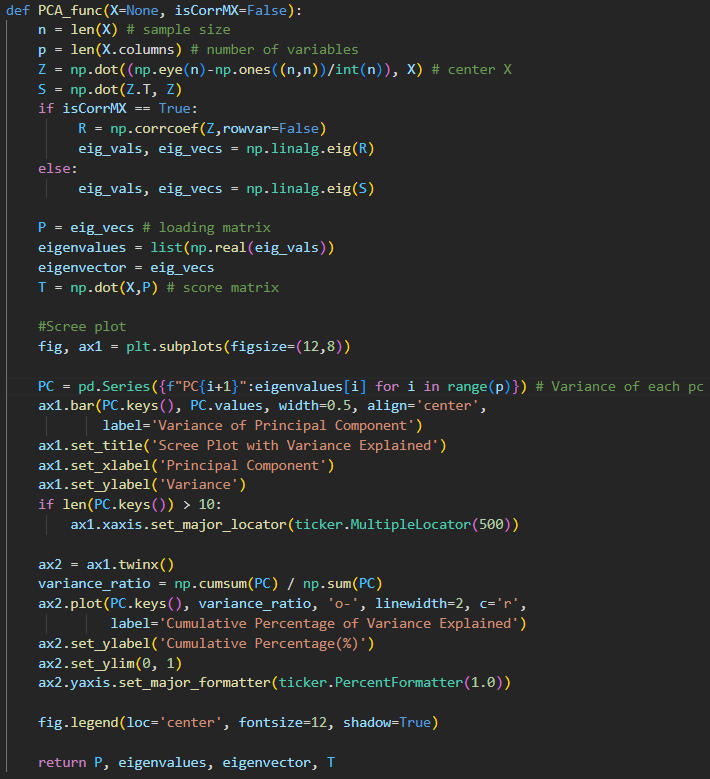 def PCA_func(X=None, isCorrMX=False):
    n = len(X) # sample size
    p = len(X.columns) # number of variables
    Z = np.dot((np.eye(n)-np.ones((n,n))/int(n)), X) # center X
    S = np.dot(Z.T, Z)
    if isCorrMX == True:
        R = np.corrcoef(Z,rowvar=False)
        eig_vals, eig_vecs = np.linalg.eig(R)
    else:
        eig_vals, eig_vecs = np.linalg.eig(S)

    P = eig_vecs # loading matrix
    eigenvalues = list(np.real(eig_vals))
    eigenvector = eig_vecs
    T = np.dot(X,P) # score matrix

    #Scree plot
    fig, ax1 = plt.subplots(figsize=(12,8))

    PC = pd.Series({f"PC{i+1}":eigenvalues[i] for i in range(p)}) # Variance of each pc
    ax1.bar(PC.keys(), PC.values, width=0.5, align='center',
            label='Variance of Principal Component')
    ax1.set_title('Scree Plot with Variance Explained')
    ax1.set_xlabel('Principal Component')
    ax1.set_ylabel('Variance')
    if len(PC.keys()) > 10:
        ax1.xaxis.set_major_locator(ticker.MultipleLocator(500))

    ax2 = ax1.twinx()
    variance_ratio = np.cumsum(PC) / np.sum(PC)
    ax2.plot(PC.keys(), variance_ratio, 'o-', linewidth=2, c='r',
             label='Cumulative Percentage of Variance Explained')
    ax2.set_ylabel('Cumulative Percentage(%)')
    ax2.set_ylim(0, 1)
    ax2.yaxis.set_major_formatter(ticker.PercentFormatter(1.0))

    fig.legend(loc='center', fontsize=12, shadow=True)

    return P, eigenvalues, eigenvector, T